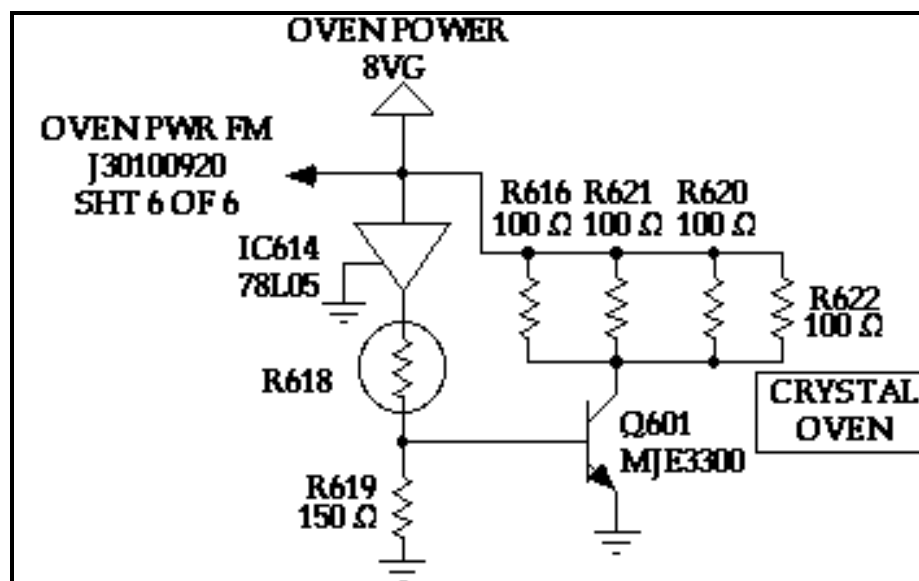 OVEN POWER
8VG
OVEN PWR FM
J30100920
SHT 6 OF 6
R616 R621 R620
100 Ω 100 Ω 100 Ω
IC614
78L05
R622
100 Ω
R618
CRYSTAL
OVEN
Q601
MJE3300
R619
150 Ω